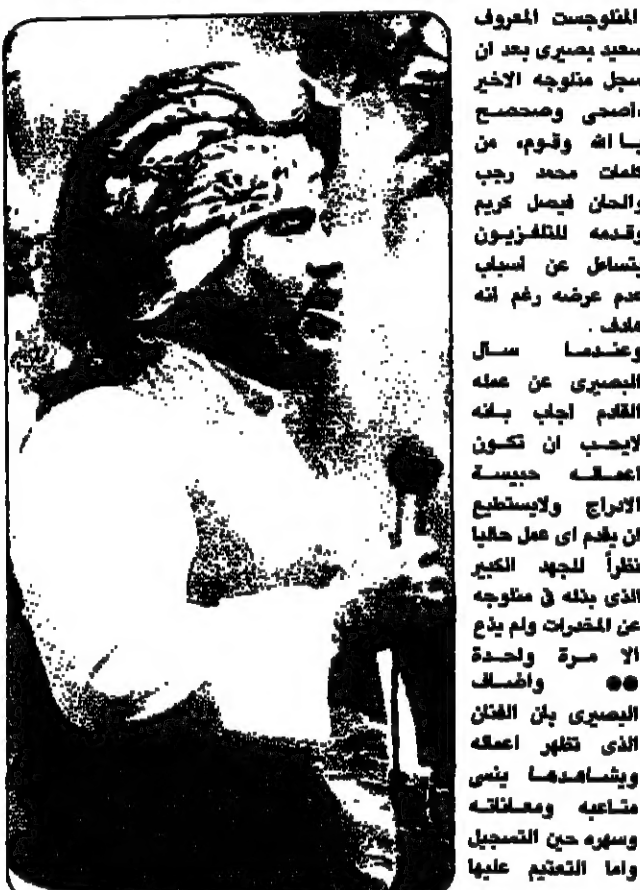 المنلوجست المعروف
سعيد بصيرى بعد ان
سجل منلوجه الاخير
اصحى وصحصح
يا الله وقوم، من
كلمات محمد رجب
والحان فيصل كريم
وقدمه للتلفزيون
يتساءل عن اسباب
عدم عرضه رغم انه
هادف .
وعندما سال
البصيرى عن عمله
القادم اجاب بانه
لايحب ان تكون
اعماله حبيسة
الادراج ولايستطيع
ان يقدم اى عمل حاليا
نظراً للجهد الكبير
الذى بذله فى منلوجه
عن المخدرات ولم يذع
الا مرة واحدة
●● واضاف
البصيرى بان الفنان
الذى تظهر اعماله
ويشاهدها ينسى
متاعبه ومعاناته
وسهره حين التسجيل
واما التعتيم عليها